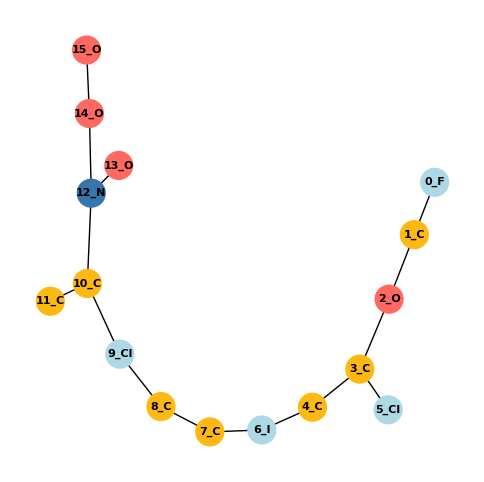 15_O
14_O
13_O
12_N
0_F
1_C
10_C
11_C
2_O
9_Cl
3_C
8_C
4_C
5_Cl
7_C
6_I